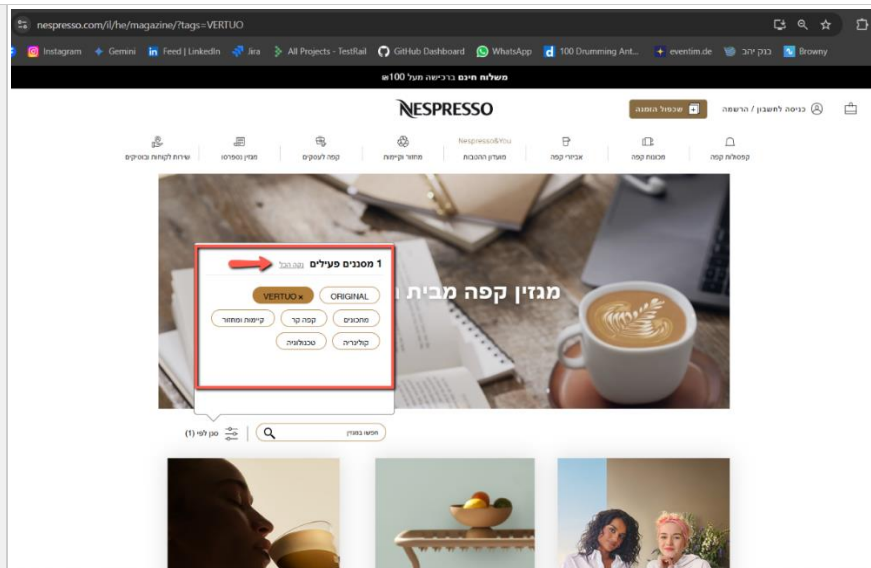 nespresso.com/il/he/magazine/?tags=VERTUO
Instagram
Gemini
Feed | LinkedIn
Jira
All Projects - TestRail
GitHub Dashboard
WhatsApp
100 Drumming Ant...
eventim.de
בנק יהב
Browny
משלוח חינם ברכישה מעל 100₪
כניסה לחשבון / הרשמה
שכפול הזמנה
NESPRESSO
קפסולות קפה
מכונות קפה
אביזרי קפה
Nespresso&You
מועדון ההטבות
מחזור וקיימות
קפה לעסקים
מגזין נספרסו
שירות לקוחות ובוטיקים
מגזין קפה מבית
1 מסננים פעילים נקה הכל
ORIGINAL
VERTUO ×
מתכונים
קפה קר
קיימות ומחזור
קולינריה
טכנולוגיה
חפשו במגזין
סנן לפי (1)